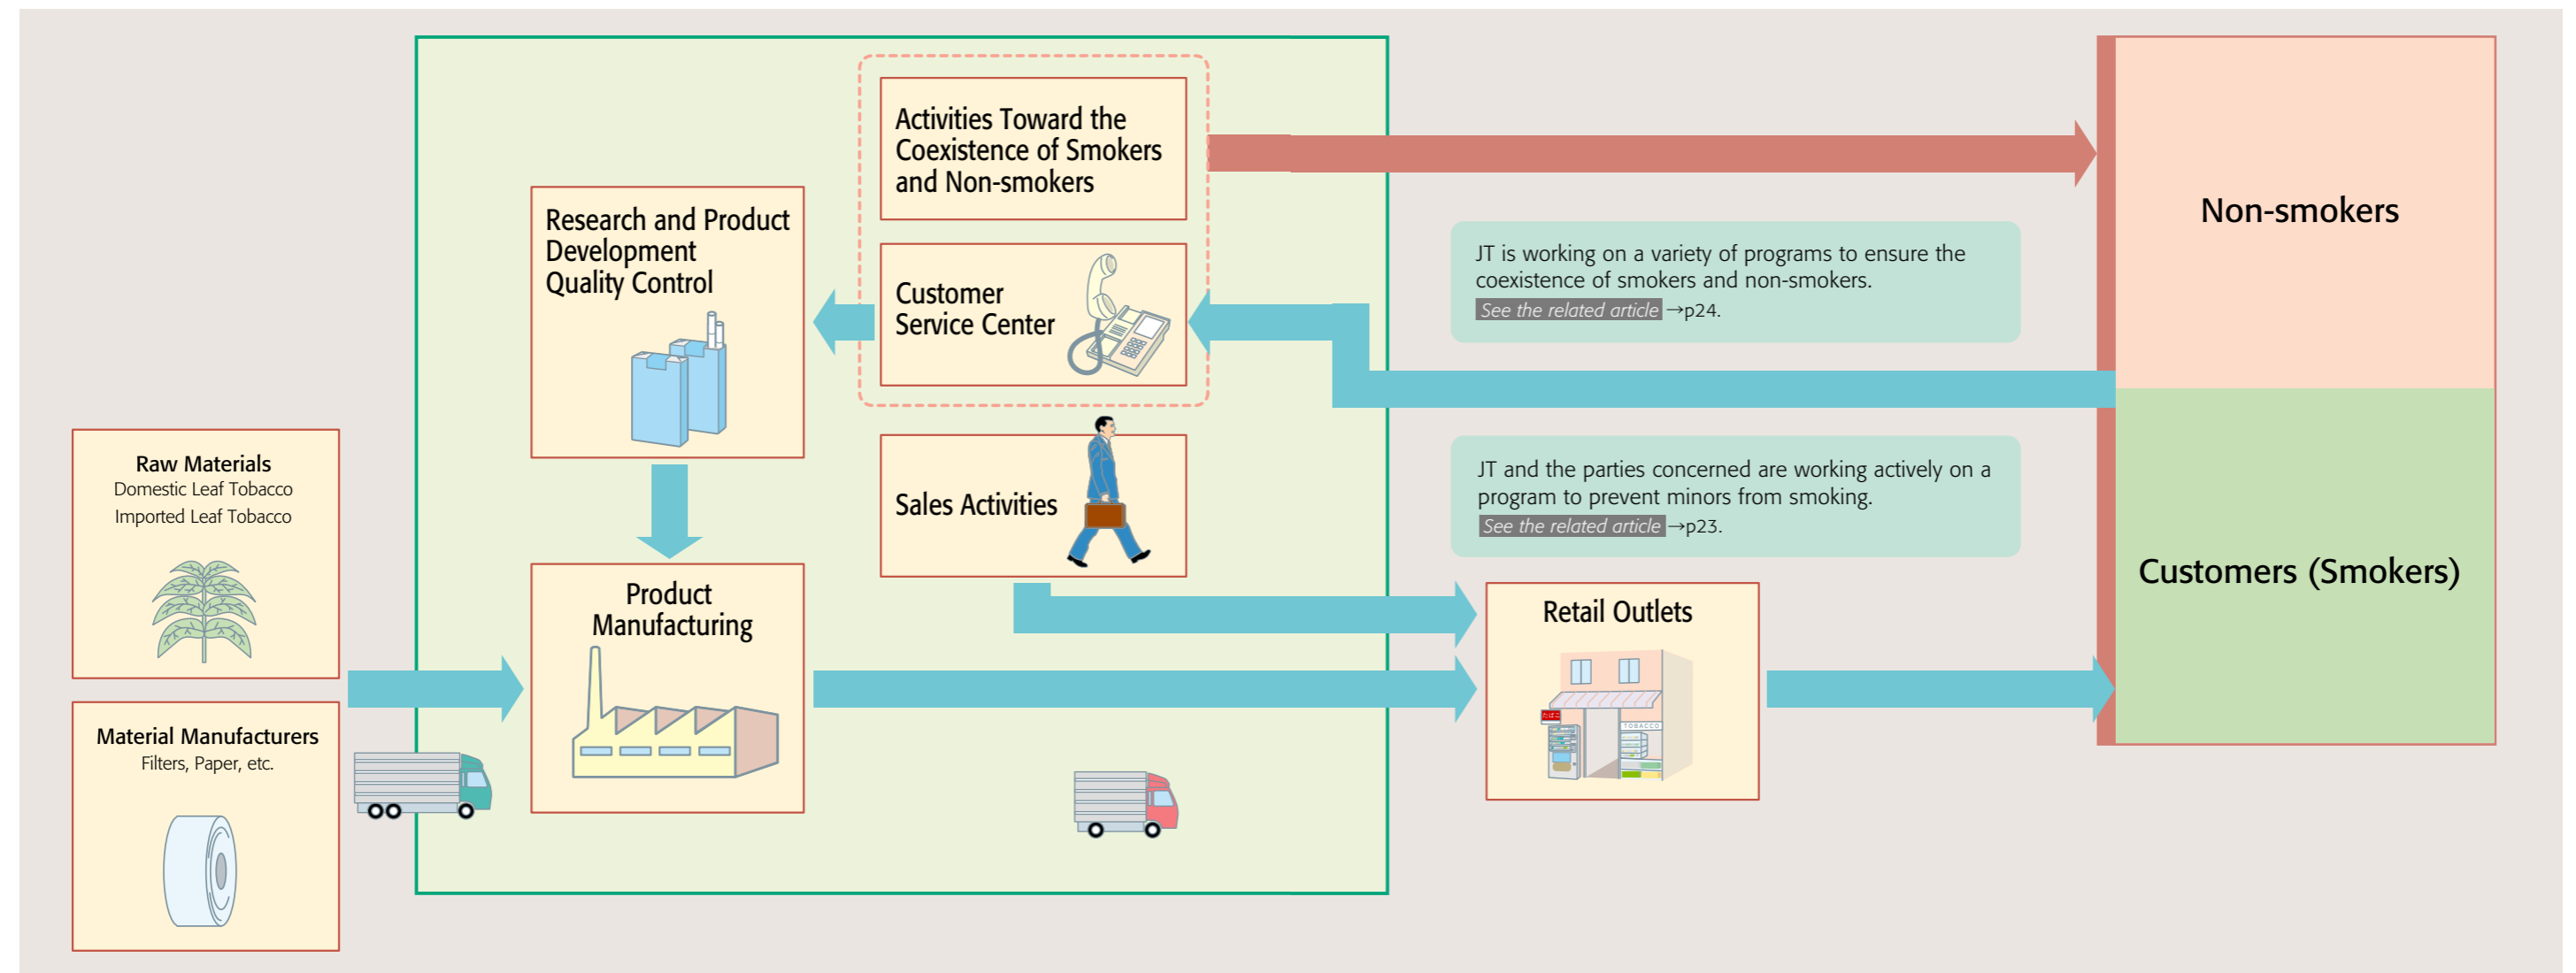 Activities Toward the
Coexistence of Smokers
and Non-smokers
Research and Product
Development
Quality Control
Customer
Service Center
Sales Activities
Raw Materials
Domestic Leaf Tobacco
Imported Leaf Tobacco
Material Manufacturers
Filters, Paper, etc.
Product
Manufacturing
JT is working on a variety of programs to ensure the
coexistence of smokers and non-smokers.
See the related article →p24.
JT and the parties concerned are working actively on a
program to prevent minors from smoking.
See the related article →p23.
Retail Outlets
TOBACCO
Non-smokers
Customers (Smokers)